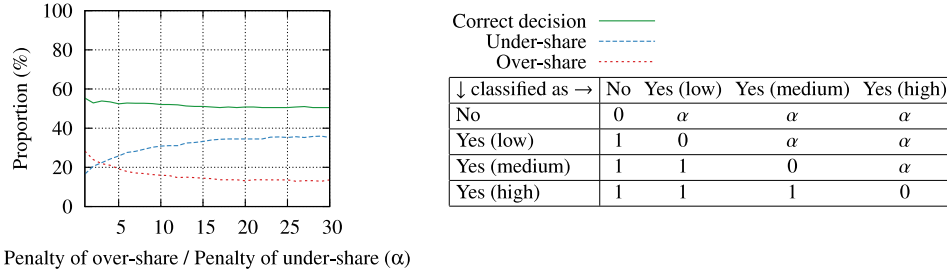 100
80
60
40
20
0
Proportion (%)
5 10 15 20 25 30
Penalty of over-share / Penalty of under-share (α)
Correct decision
Under-share
Over-share
↓ classified as → No Yes (low) Yes (medium) Yes (high)
No 0 α α α
Yes (low) 1 0 α α
Yes (medium) 1 1 0 α
Yes (high) 1 1 1 0